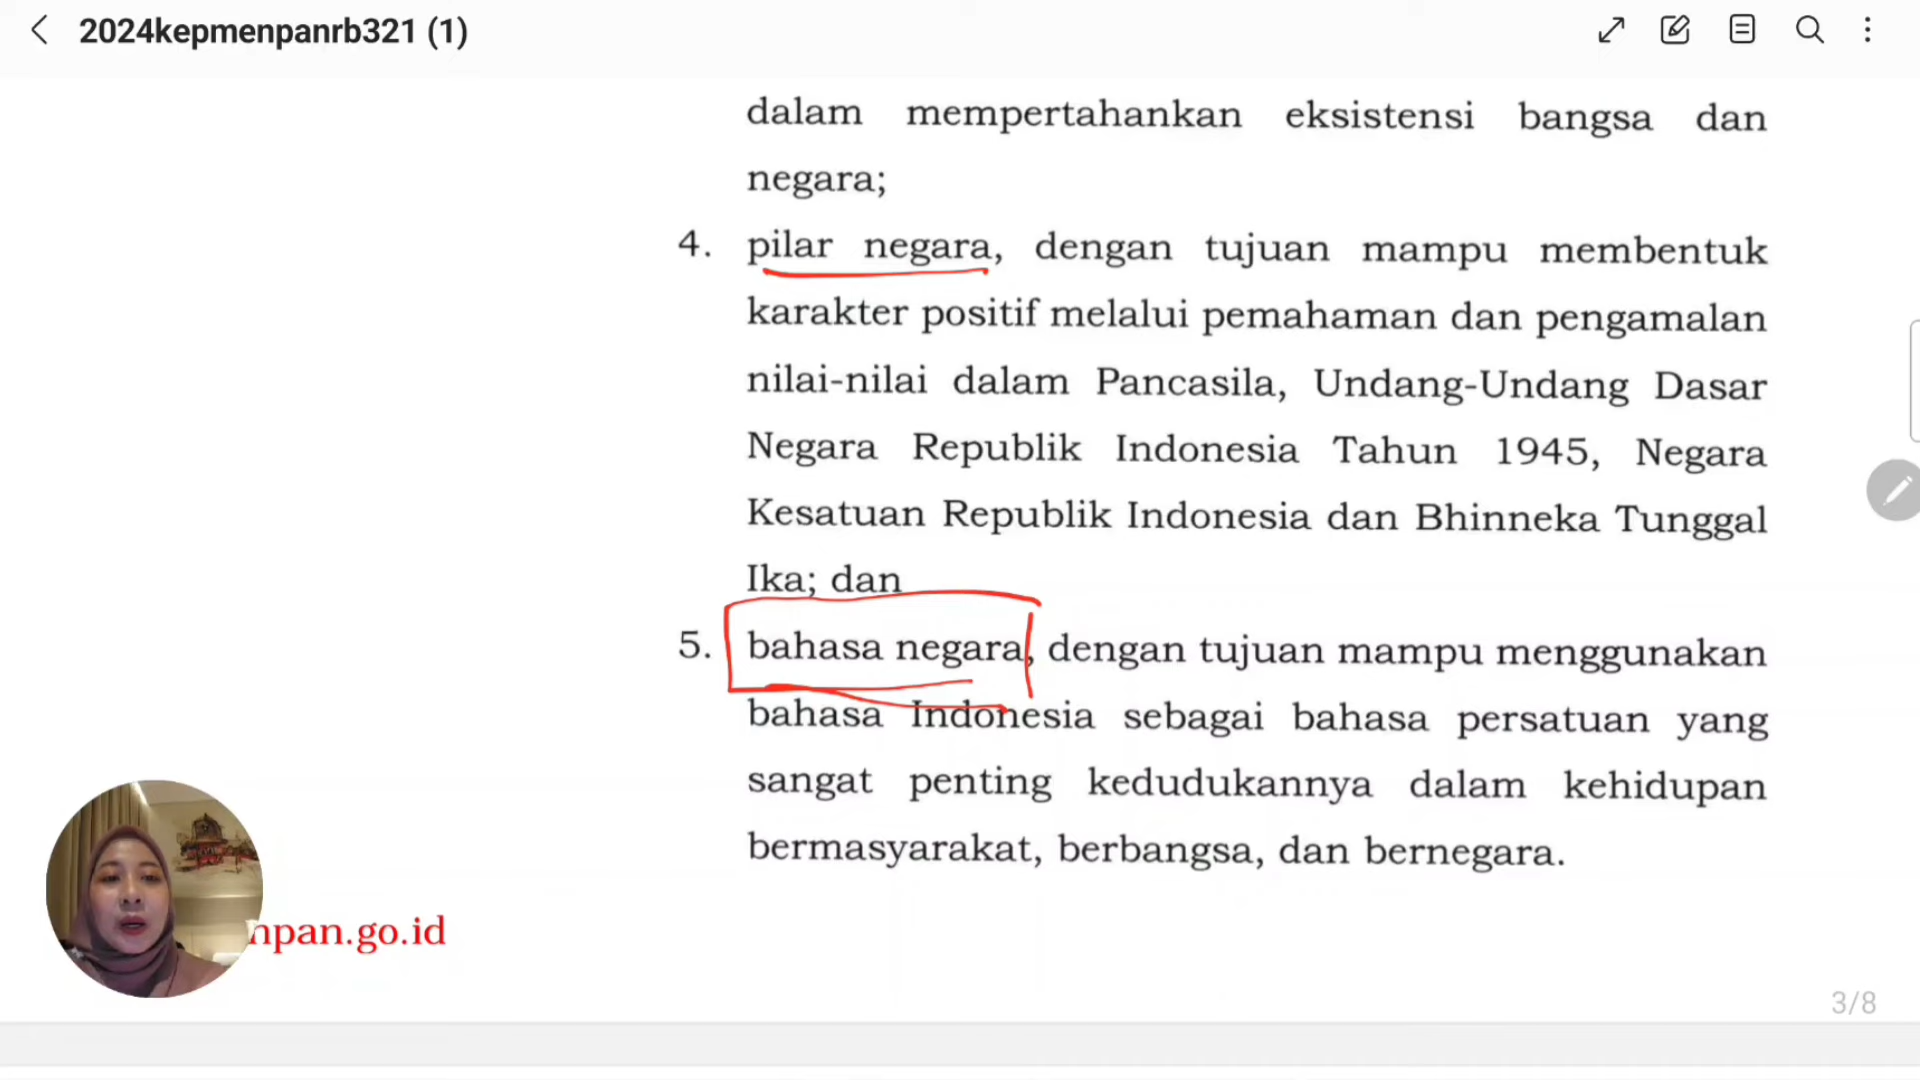 2024kepmenpanrb321 (1)
dalam mempertahankan eksistensi bangsa dan
negara;
4. pilar negara, dengan tujuan mampu membentuk
karakter positif melalui pemahaman dan pengamalan
nilai-nilai dalam Pancasila, Undang-Undang Dasar
Negara Republik Indonesia Tahun 1945, Negara
Kesatuan Republik Indonesia dan Bhinneka Tunggal
Ika; dan
5. bahasa negara, dengan tujuan mampu menggunakan
bahasa Indonesia sebagai bahasa persatuan yang
sangat penting kedudukannya dalam kehidupan
bermasyarakat, berbangsa, dan bernegara.
npan.go.id
3/8